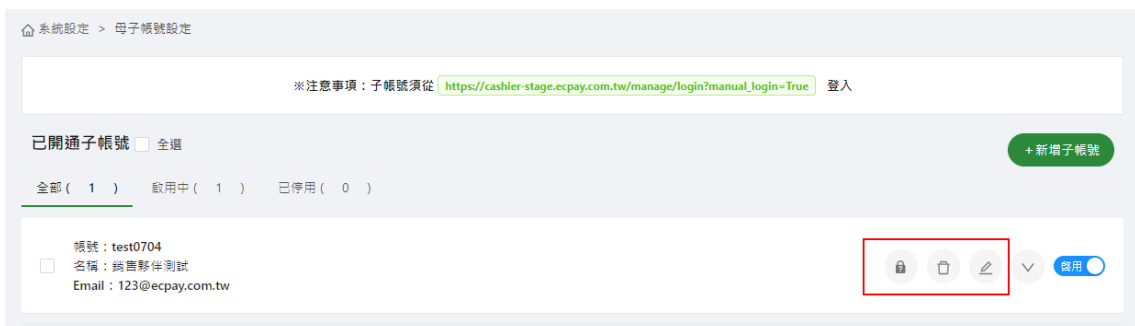 系統設定 > 母子帳號設定
※注意事項：子帳號須從 https://cashier-stage.ecpay.com.tw/manage/login?manual_login=True 登入
已開通子帳號 全選
+ 新增子帳號
全部 ( 1 ) 啟用中 ( 1 ) 已停用 ( 0 )
帳號：test0704
名稱：銷售夥伴測試
Email：123@ecpay.com.tw
啓用